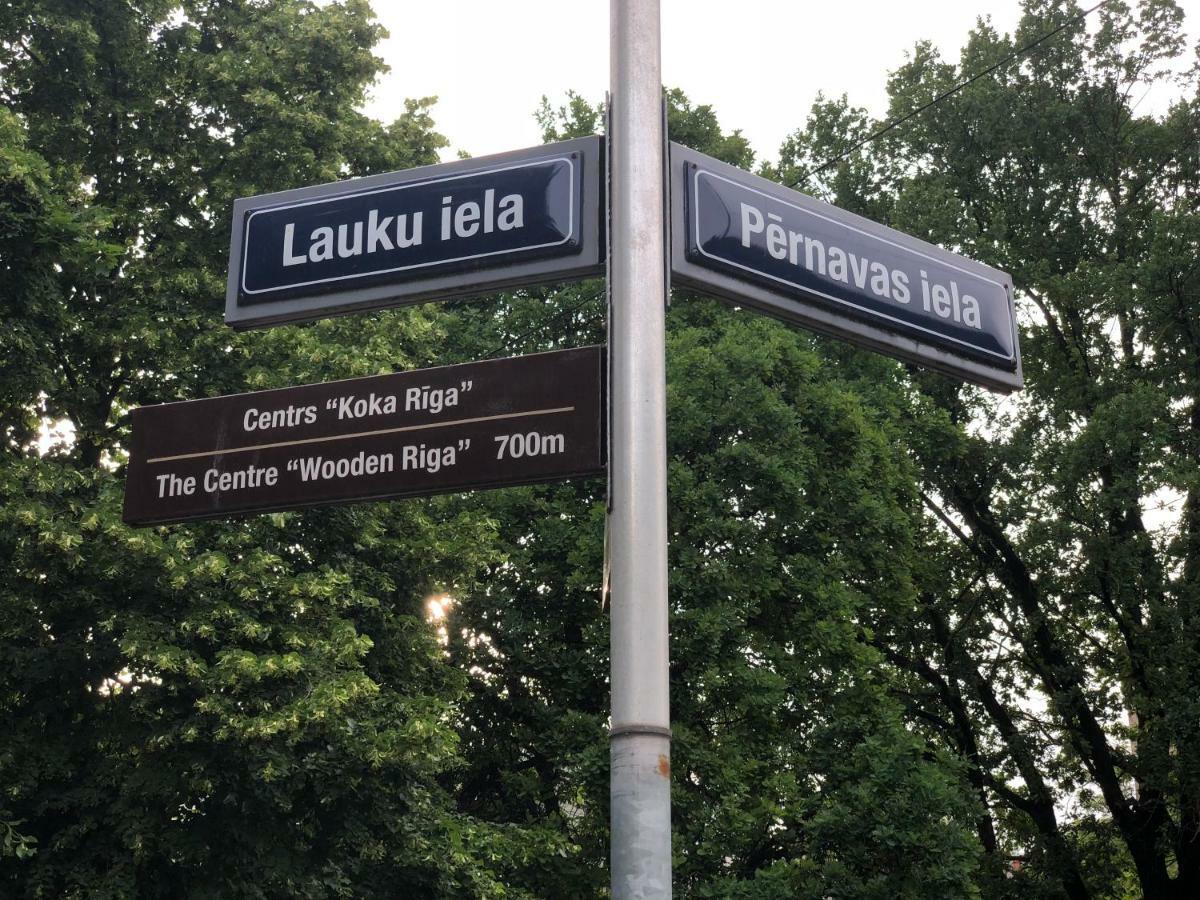 Lauku iela
Pērnavas iela
Centrs “Koka Rīga”
The Centre “Wooden Riga” 700m